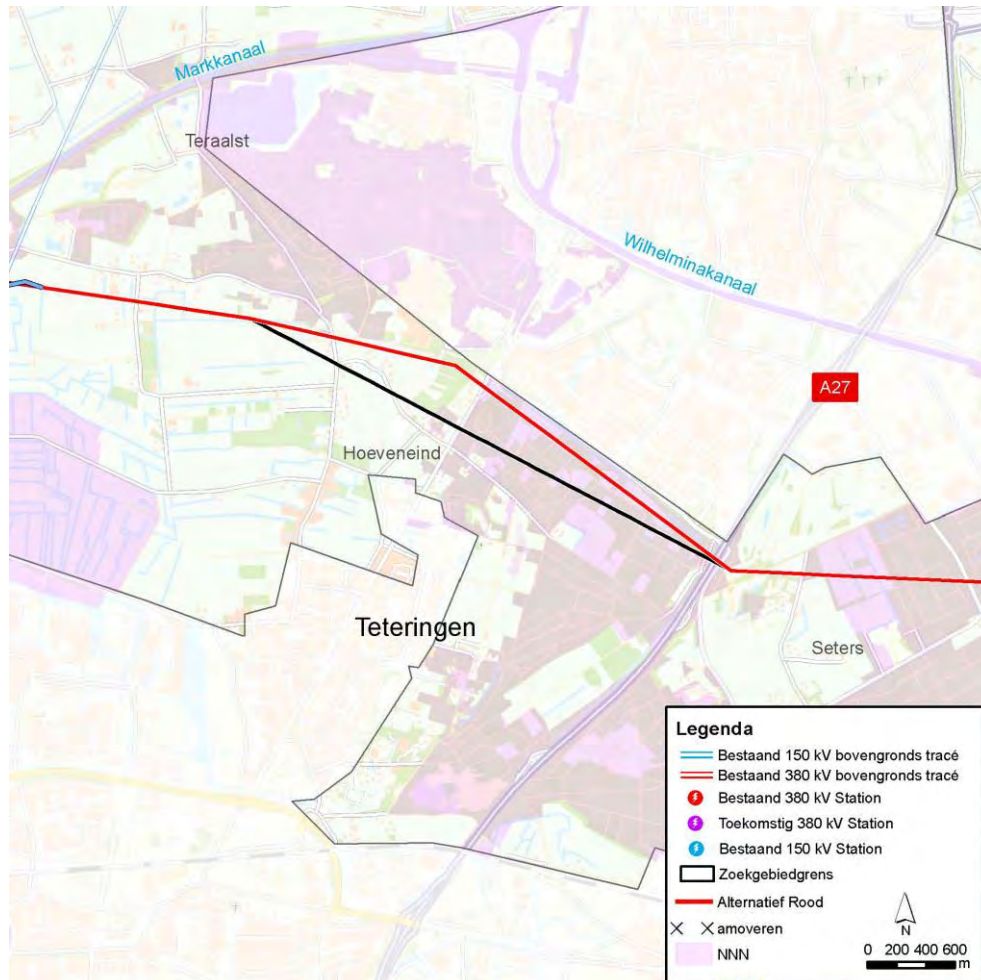 Markkanaal
Teraalst
Wilhelminakanaal
A27
Hoeveneind
Teteringen
Seters
Legenda
Bestaand 150 kV bovengronds tracé
Bestaand 380 kV bovengronds tracé
Bestaand 380 kV Station
Toekomstig 380 kV Station
Bestaand 150 kV Station
Zoekgebiedgrens
Alternatief Rood
amoveren
NNN
N
0 200 400 600
m